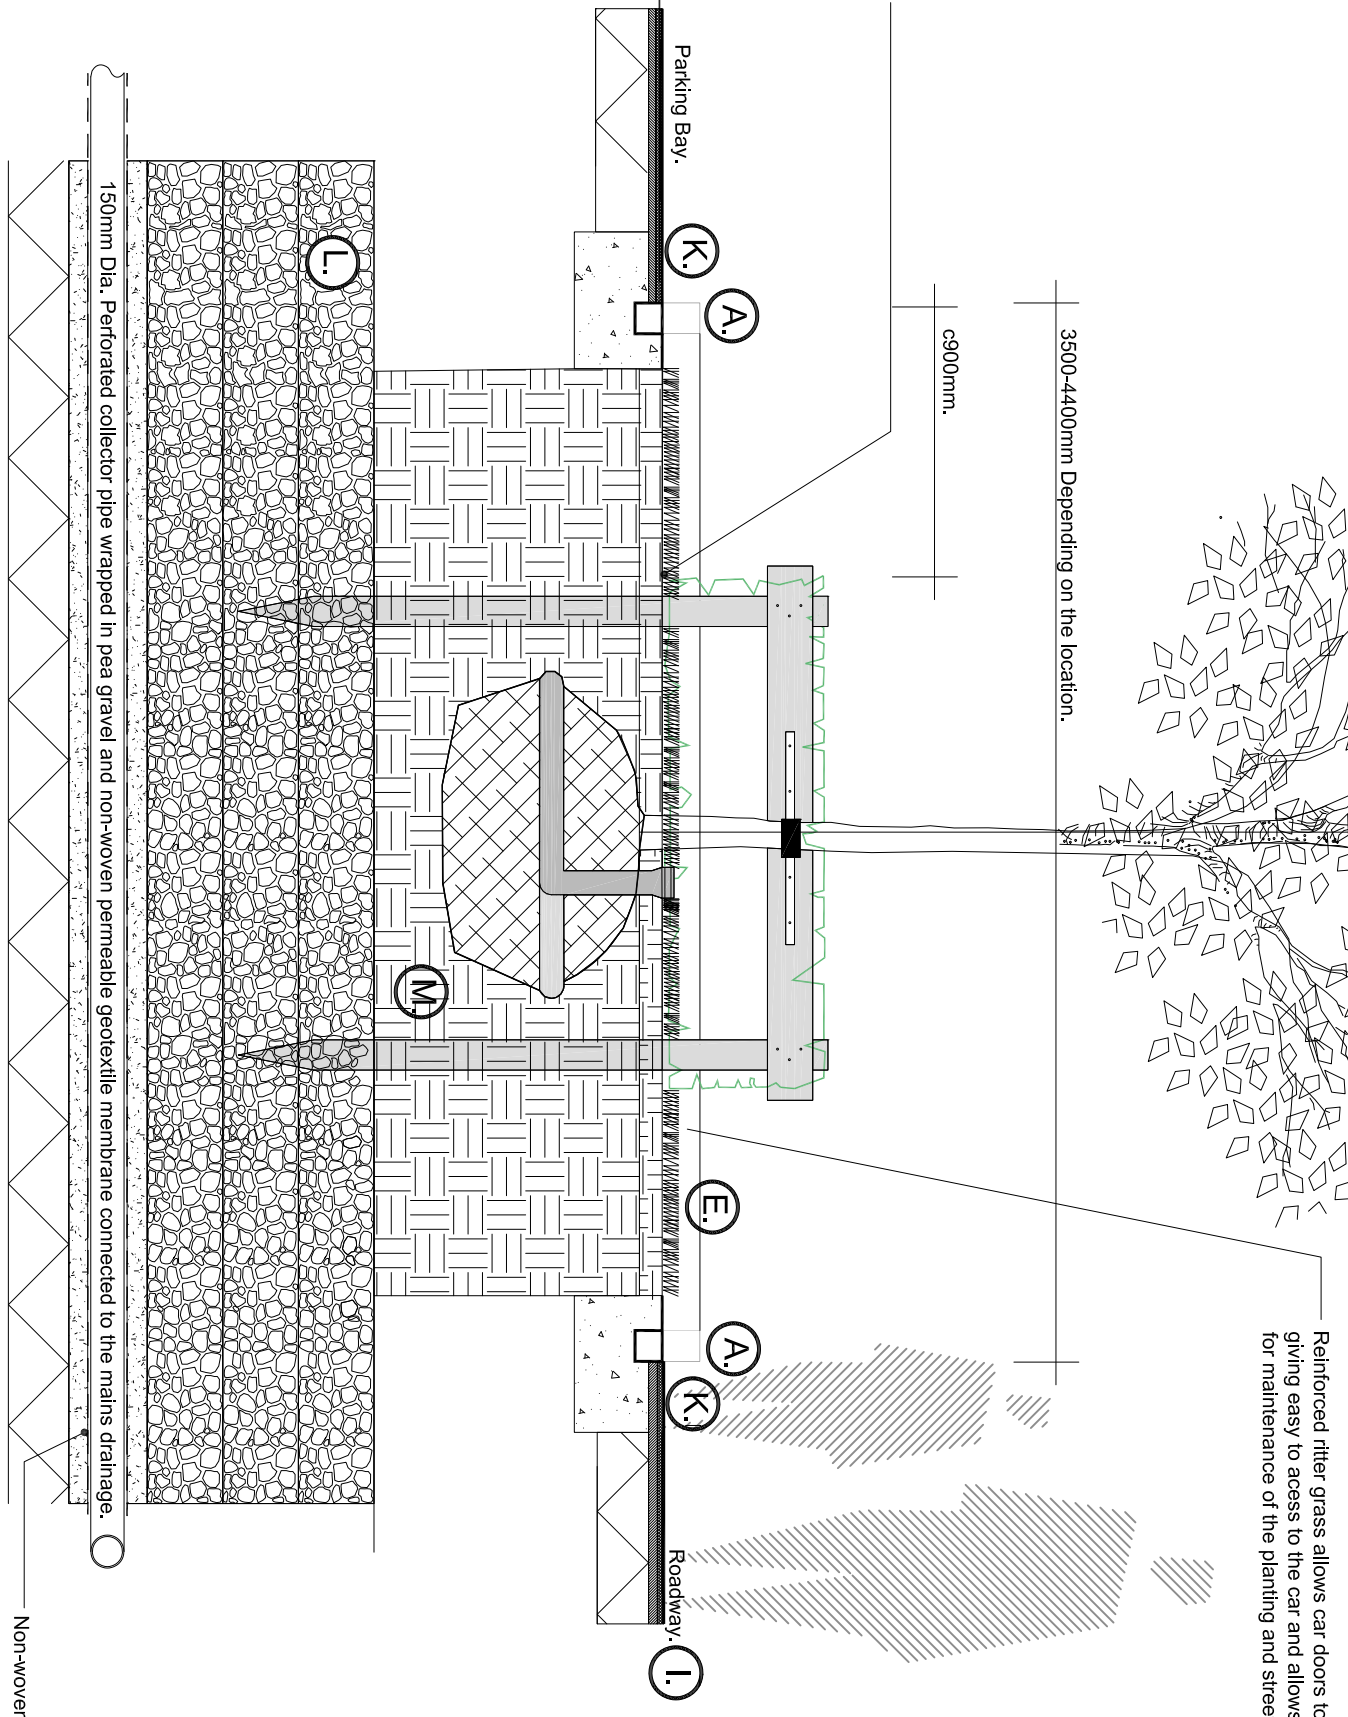 Reinforced ritter grass allows car doors to
giving easy to acess to the car and allows
for maintenance of the planting and stree
3500-4400mm Depending on the location.
c900mm.
Parking Bay.
K.
A.
E.
A.
K.
Roadway.
I.
L.
M.
150mm Dia. Perforated collector pipe wrapped in pea gravel and non-woven permeable geotextile membrane connected to the mains drainage.
Non-woven